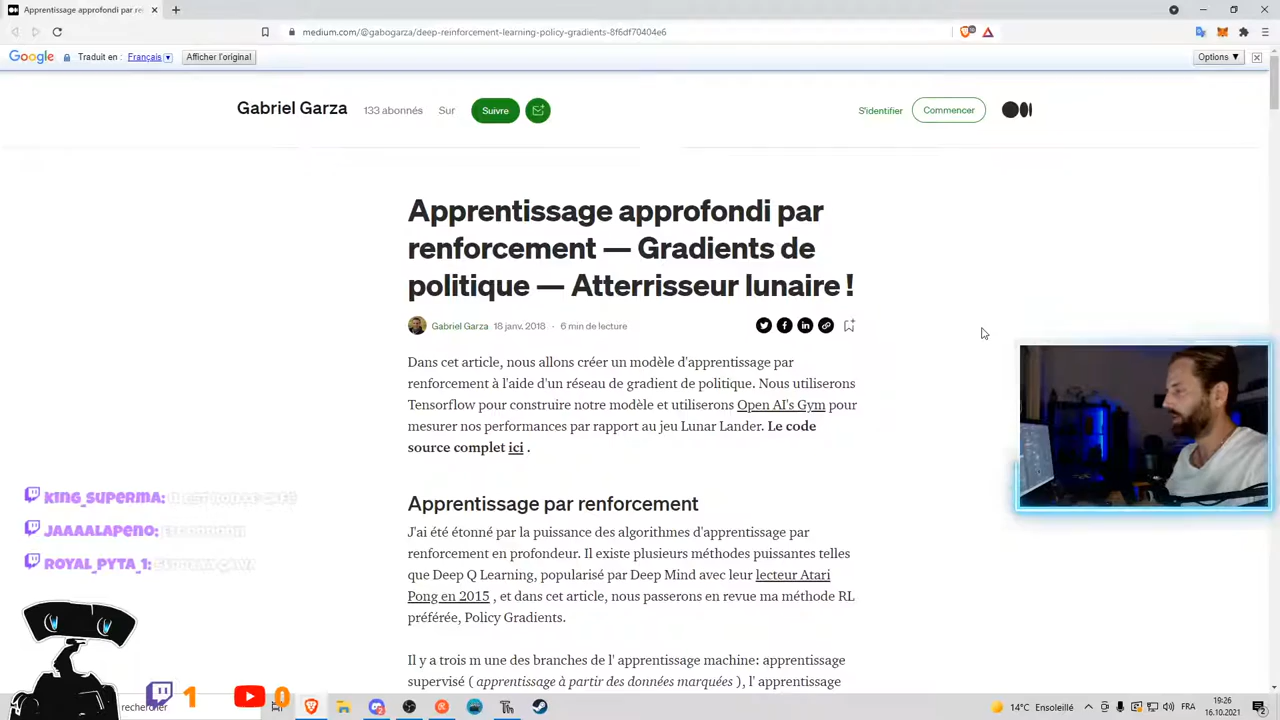 Apprentissage approfondi par re
medium.com/@gabogarza/deep-reinforcement-learning-policy-gradients-8f6df70404e6
Google Traduit en : Français Afficher l'original Options ▼
Gabriel Garza 133 abonnés Sur Suivre S'identifier Commencer
Apprentissage approfondi par
renforcement — Gradients de
politique — Atterrisseur lunaire !
Gabriel Garza 18 janv. 2018 · 6 min de lecture
Dans cet article, nous allons créer un modèle d'apprentissage par
renforcement à l'aide d'un réseau de gradient de politique. Nous utiliserons
Tensorflow pour construire notre modèle et utiliserons Open AI's Gym pour
mesurer nos performances par rapport au jeu Lunar Lander. Le code
source complet ici .
Apprentissage par renforcement
J'ai été étonné par la puissance des algorithmes d'apprentissage par
renforcement en profondeur. Il existe plusieurs méthodes puissantes telles
que Deep Q Learning, popularisé par Deep Mind avec leur lecteur Atari
Pong en 2015 , et dans cet article, nous passerons en revue ma méthode RL
préférée, Policy Gradients.
Il y a trois m une des branches de l' apprentissage machine: apprentissage
supervisé ( apprentissage à partir des données marquées ), l' apprentissage
King_Superma:
Jaaaalapeno:
Royal_Pyta_1:
1 0
rechercher
14°C Ensoleillé FRA 19:26
16.10.2021 2